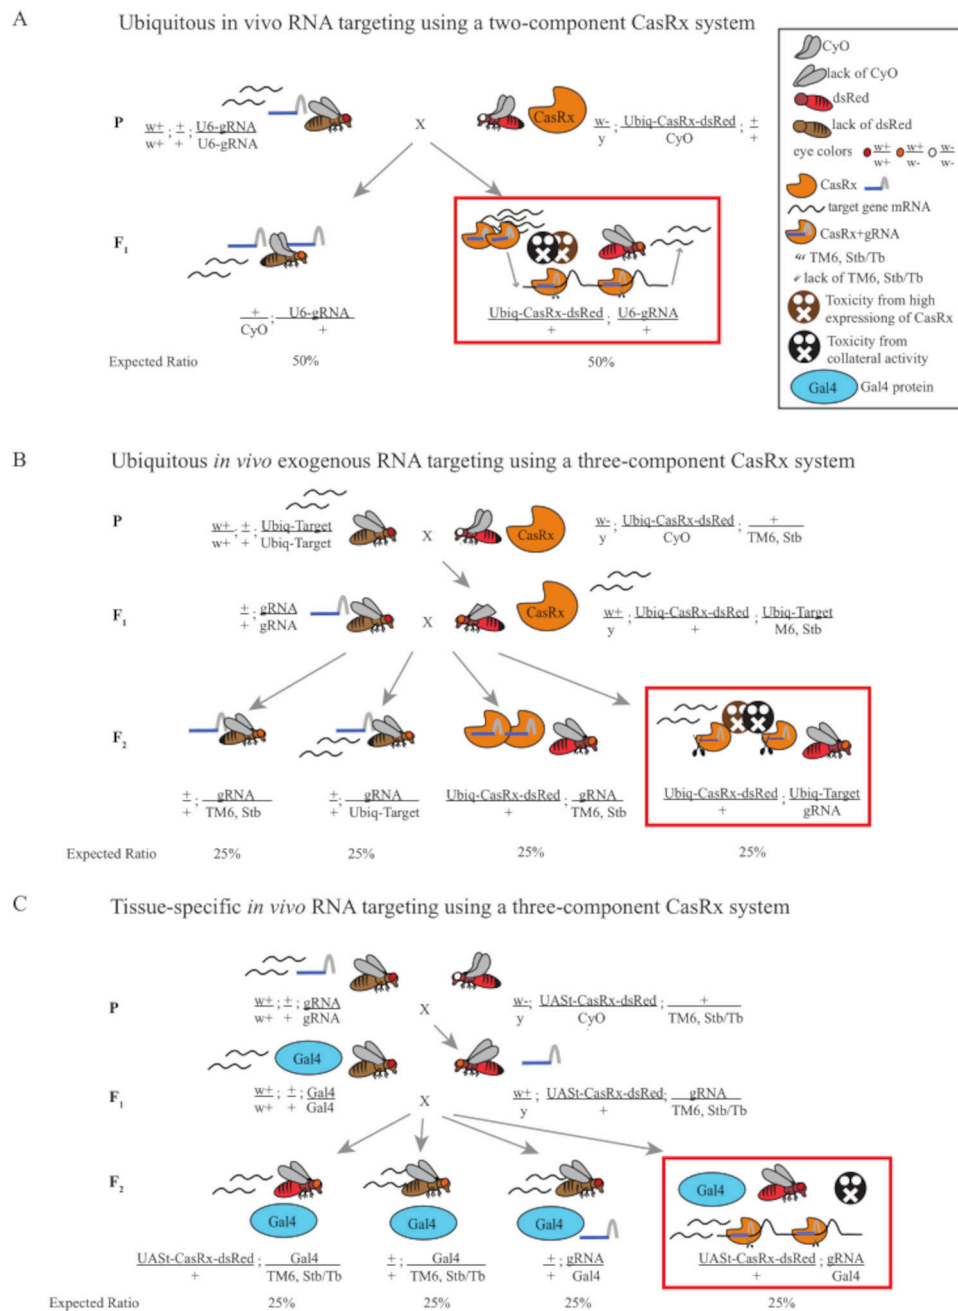 A Ubiquitous in vivo RNA targeting using a two-component CasRx system
P
w+/w+ ; +/+ ; U6-gRNA/U6-gRNA
X
CasRx
w-/y ; Ubiq-CasRx-dsRed/CyO ; +/+
F1
+/CyO ; U6-gRNA/+
Ubiq-CasRx-dsRed/+ ; U6-gRNA/+
Expected Ratio 50% 50%
CyO
lack of CyO
dsRed
lack of dsRed
eye colors w+/w+ w+/w- w-/w-
CasRx
target gene mRNA
CasRx+gRNA
TM6, Stb/Tb
lack of TM6, Stb/Tb
Toxicity from high
expressiong of CasRx
Toxicity from
collateral activity
Gal4 Gal4 protein
B Ubiquitous in vivo exogenous RNA targeting using a three-component CasRx system
P
w+/w+ ; +/+ ; Ubiq-Target/Ubiq-Target
X
CasRx
w-/y ; Ubiq-CasRx-dsRed/CyO ; +/TM6, Stb
F1
+/+ ; gRNA/gRNA
X
CasRx
w+/y ; Ubiq-CasRx-dsRed/+ ; Ubiq-Target/M6, Stb
F2
+/+ ; gRNA/TM6, Stb
+/+ ; gRNA/Ubiq-Target
Ubiq-CasRx-dsRed/+ ; gRNA/TM6, Stb
Ubiq-CasRx-dsRed/+ ; Ubiq-Target/gRNA
Expected Ratio 25% 25% 25% 25%
C Tissue-specific in vivo RNA targeting using a three-component CasRx system
P
w+/w+ ; +/+ ; gRNA/gRNA
X
w-/y ; UASt-CasRx-dsRed/CyO ; +/TM6, Stb/Tb
F1
Gal4
w+/w+ ; +/+ ; Gal4/Gal4
X
w+/y ; UASt-CasRx-dsRed/+ ; gRNA/TM6, Stb/Tb
F2
Gal4 Gal4 Gal4 Gal4
UASt-CasRx-dsRed/+ ; Gal4/TM6, Stb/Tb
+/+ ; Gal4/TM6, Stb/Tb
+/+ ; gRNA/Gal4
UASt-CasRx-dsRed/+ ; gRNA/Gal4
Expected Ratio 25% 25% 25% 25%